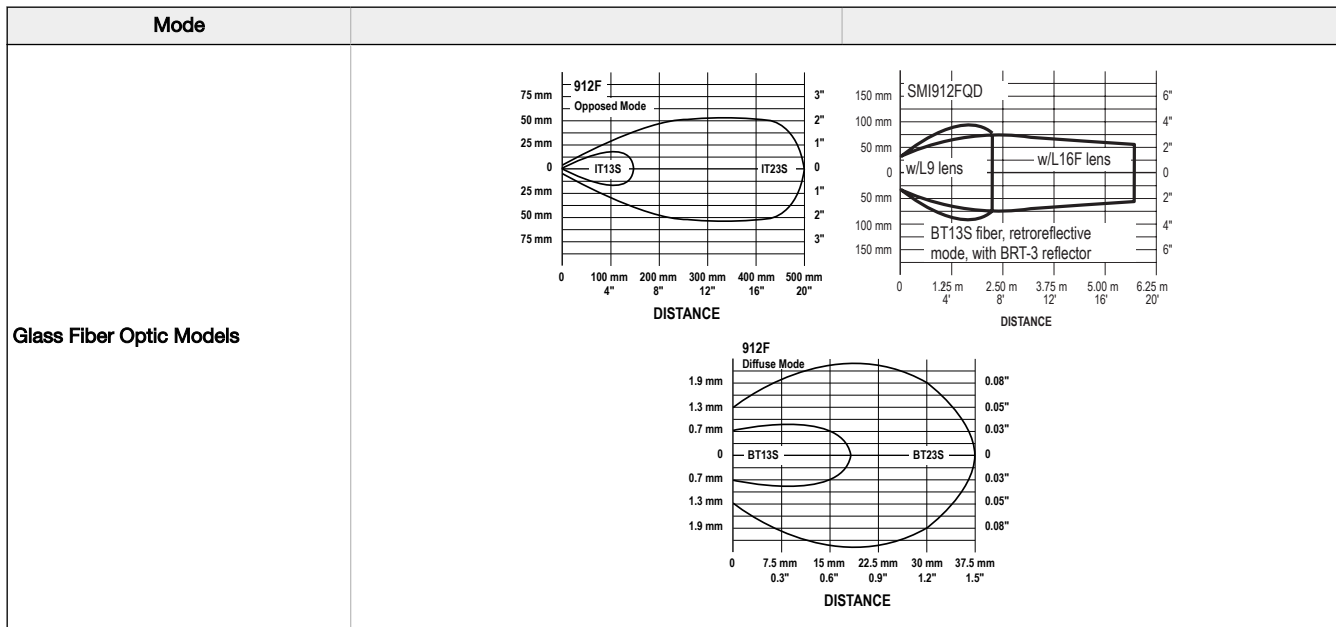 Mode
Glass Fiber Optic Models
912F
Opposed Mode
75 mm
50 mm
25 mm
0
25 mm
50 mm
75 mm
3"
2"
1"
0
1"
2"
3"
IT13S
IT23S
0 100 mm 200 mm 300 mm 400 mm 500 mm
4" 8" 12" 16" 20"
DISTANCE
SMI912FQD
150 mm
100 mm
50 mm
0
50 mm
100 mm
150 mm
6"
4"
2"
0
2"
4"
6"
w/L9 lens
w/L16F lens
BT13S fiber, retroreflective
mode, with BRT-3 reflector
0 1.25 m 2.50 m 3.75 m 5.00 m 6.25 m
4' 8' 12' 16' 20'
DISTANCE
912F
Diffuse Mode
1.9 mm
1.3 mm
0.7 mm
0
0.7 mm
1.3 mm
1.9 mm
0.08"
0.05"
0.03"
0
0.03"
0.05"
0.08"
BT13S
BT23S
0 7.5 mm 15 mm 22.5 mm 30 mm 37.5 mm
0.3" 0.6" 0.9" 1.2" 1.5"
DISTANCE